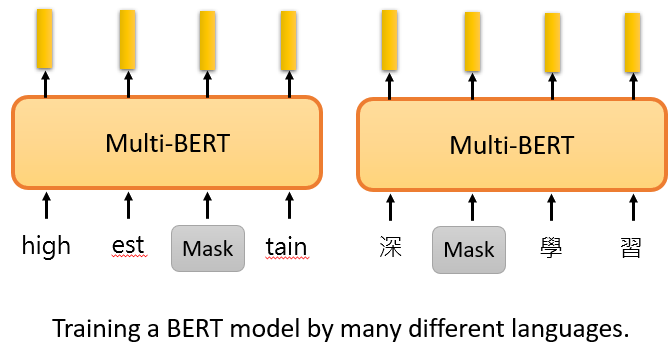 Multi-BERT
Multi-BERT
high est Mask tain
深 Mask 學 習
Training a BERT model by many different languages.